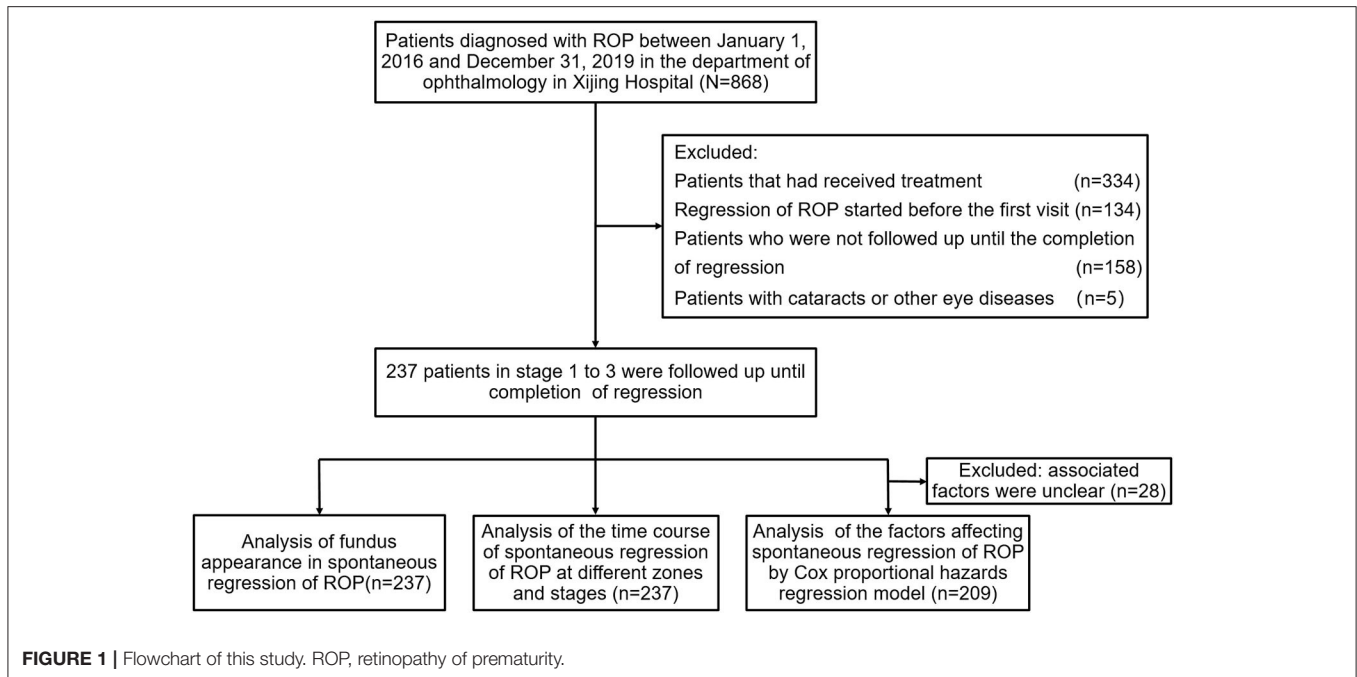 Patients diagnosed with ROP between January 1,
2016 and December 31, 2019 in the department of
ophthalmology in Xijing Hospital (N=868)
Excluded:
Patients that had received treatment (n=334)
Regression of ROP started before the first visit (n=134)
Patients who were not followed up until the completion
of regression (n=158)
Patients with cataracts or other eye diseases (n=5)
237 patients in stage 1 to 3 were followed up until
completion of regression
Excluded: associated
factors were unclear (n=28)
Analysis of fundus
appearance in spontaneous
regression of ROP(n=237)
Analysis of the time course
of spontaneous regression
of ROP at different zones
and stages (n=237)
Analysis of the factors affecting
spontaneous regression of ROP
by Cox proportional hazards
regression model (n=209)
FIGURE 1 | Flowchart of this study. ROP, retinopathy of prematurity.